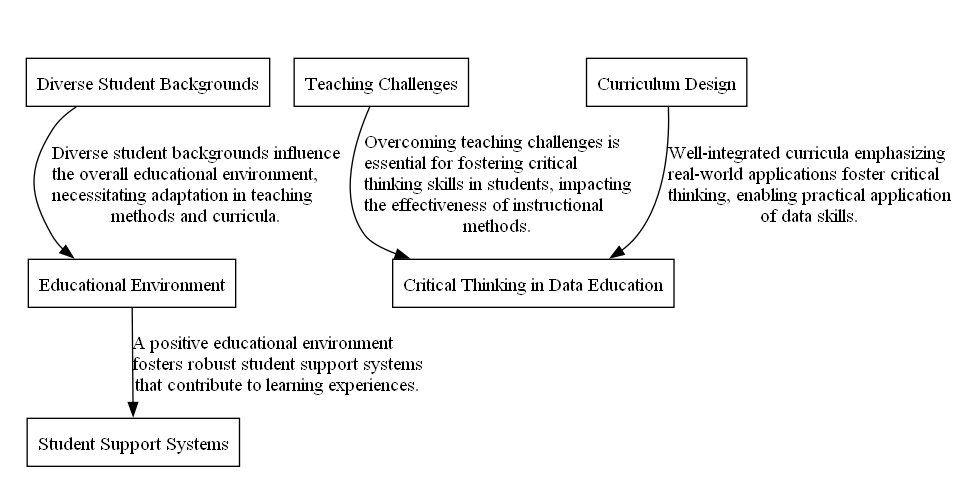 Diverse Student Backgrounds
Teaching Challenges
Curriculum Design
Diverse student backgrounds influence
the overall educational environment,
necessitating adaptation in teaching
methods and curricula.
Overcoming teaching challenges is
essential for fostering critical
thinking skills in students, impacting
the effectiveness of instructional
methods.
Well-integrated curricula emphasizing
real-world applications foster critical
thinking, enabling practical application
of data skills.
Educational Environment
Critical Thinking in Data Education
A positive educational environment
fosters robust student support systems
that contribute to learning experiences.
Student Support Systems